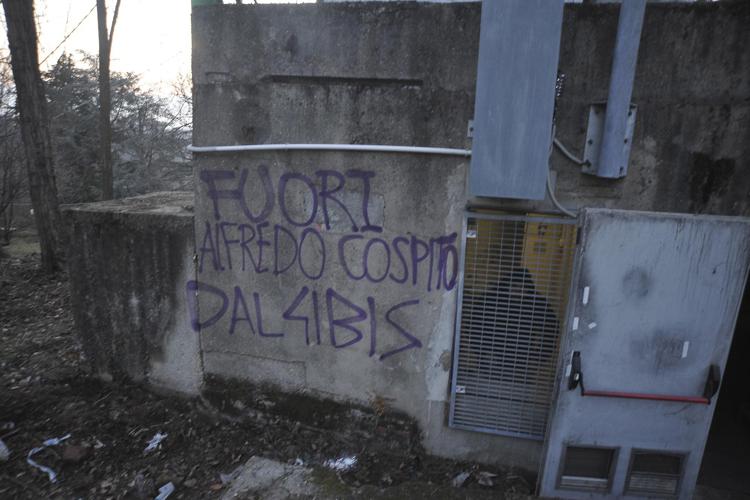 FUORI
ALFREDO COSPITO
DAL 41BIS